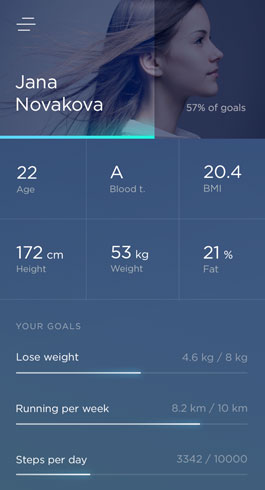 Jana
Novakova
57% of goals
22
Age
A
Blood t.
20.4
BMI
172 cm
Height
53 kg
Weight
21 %
Fat
YOUR GOALS
Lose weight
4.6 kg / 8 kg
Running per week
8.2 km / 10 km
Steps per day
3342 / 10000